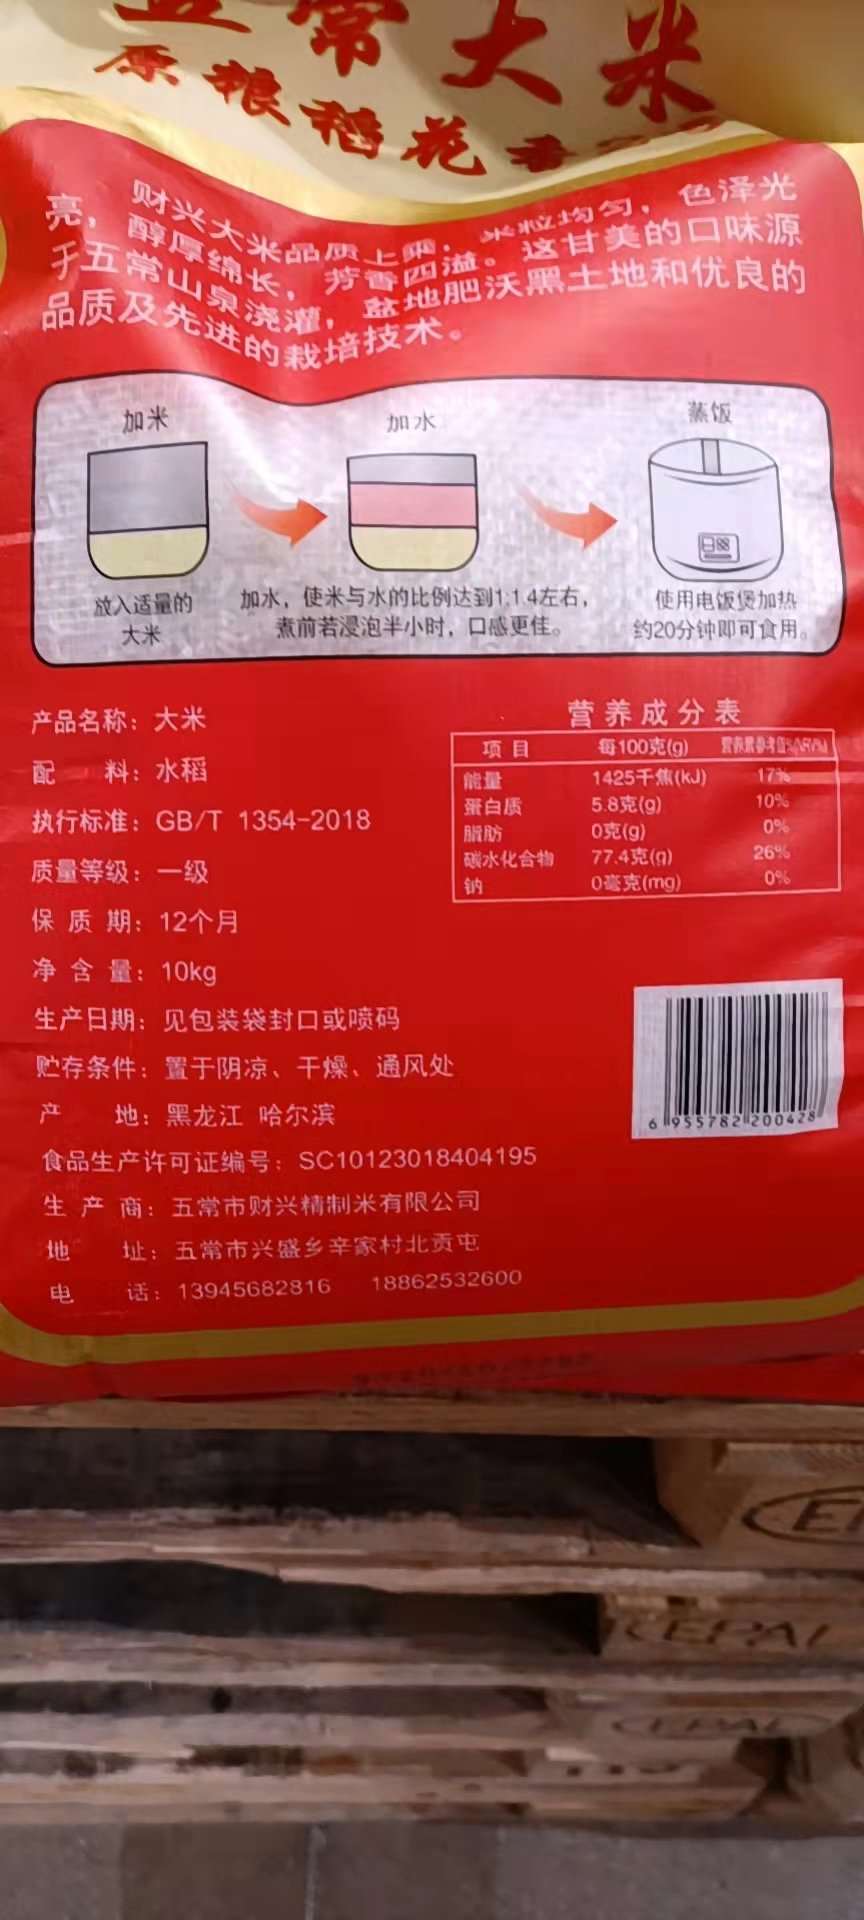 五常大米
原粮稻花香
财兴大米品质上乘，米粒均匀，色泽光
亮，醇厚绵长，芳香四溢。这甘美的口味源
于五常山泉浇灌，盆地肥沃黑土地和优良的
品质及先进的栽培技术。
加米
加水
蒸饭
放入适量的
大米
加水，使米与水的比例达到1:1.4左右，
煮前若浸泡半小时，口感更佳。
使用电饭煲加热
约20分钟即可食用。
产品名称：大米
配 料：水稻
执行标准：GB/T 1354-2018
质量等级：一级
保 质 期：12个月
净 含 量：10kg
生产日期：见包装袋封口或喷码
贮存条件：置于阴凉、干燥、通风处
产 地：黑龙江 哈尔滨
食品生产许可证编号：SC10123018404195
生 产 商：五常市财兴精制米有限公司
地 址：五常市兴盛乡辛家村北贡屯
电 话：13945682816 18862532600
营养成分表
项目 每100克(g) 营养素参考值%(NRV%)
能量 1425千焦(kJ) 17%
蛋白质 5.8克(g) 10%
脂肪 0克(g) 0%
碳水化合物 77.4克(g) 26%
钠 0毫克(mg) 0%
6 955782 200428
EPAL